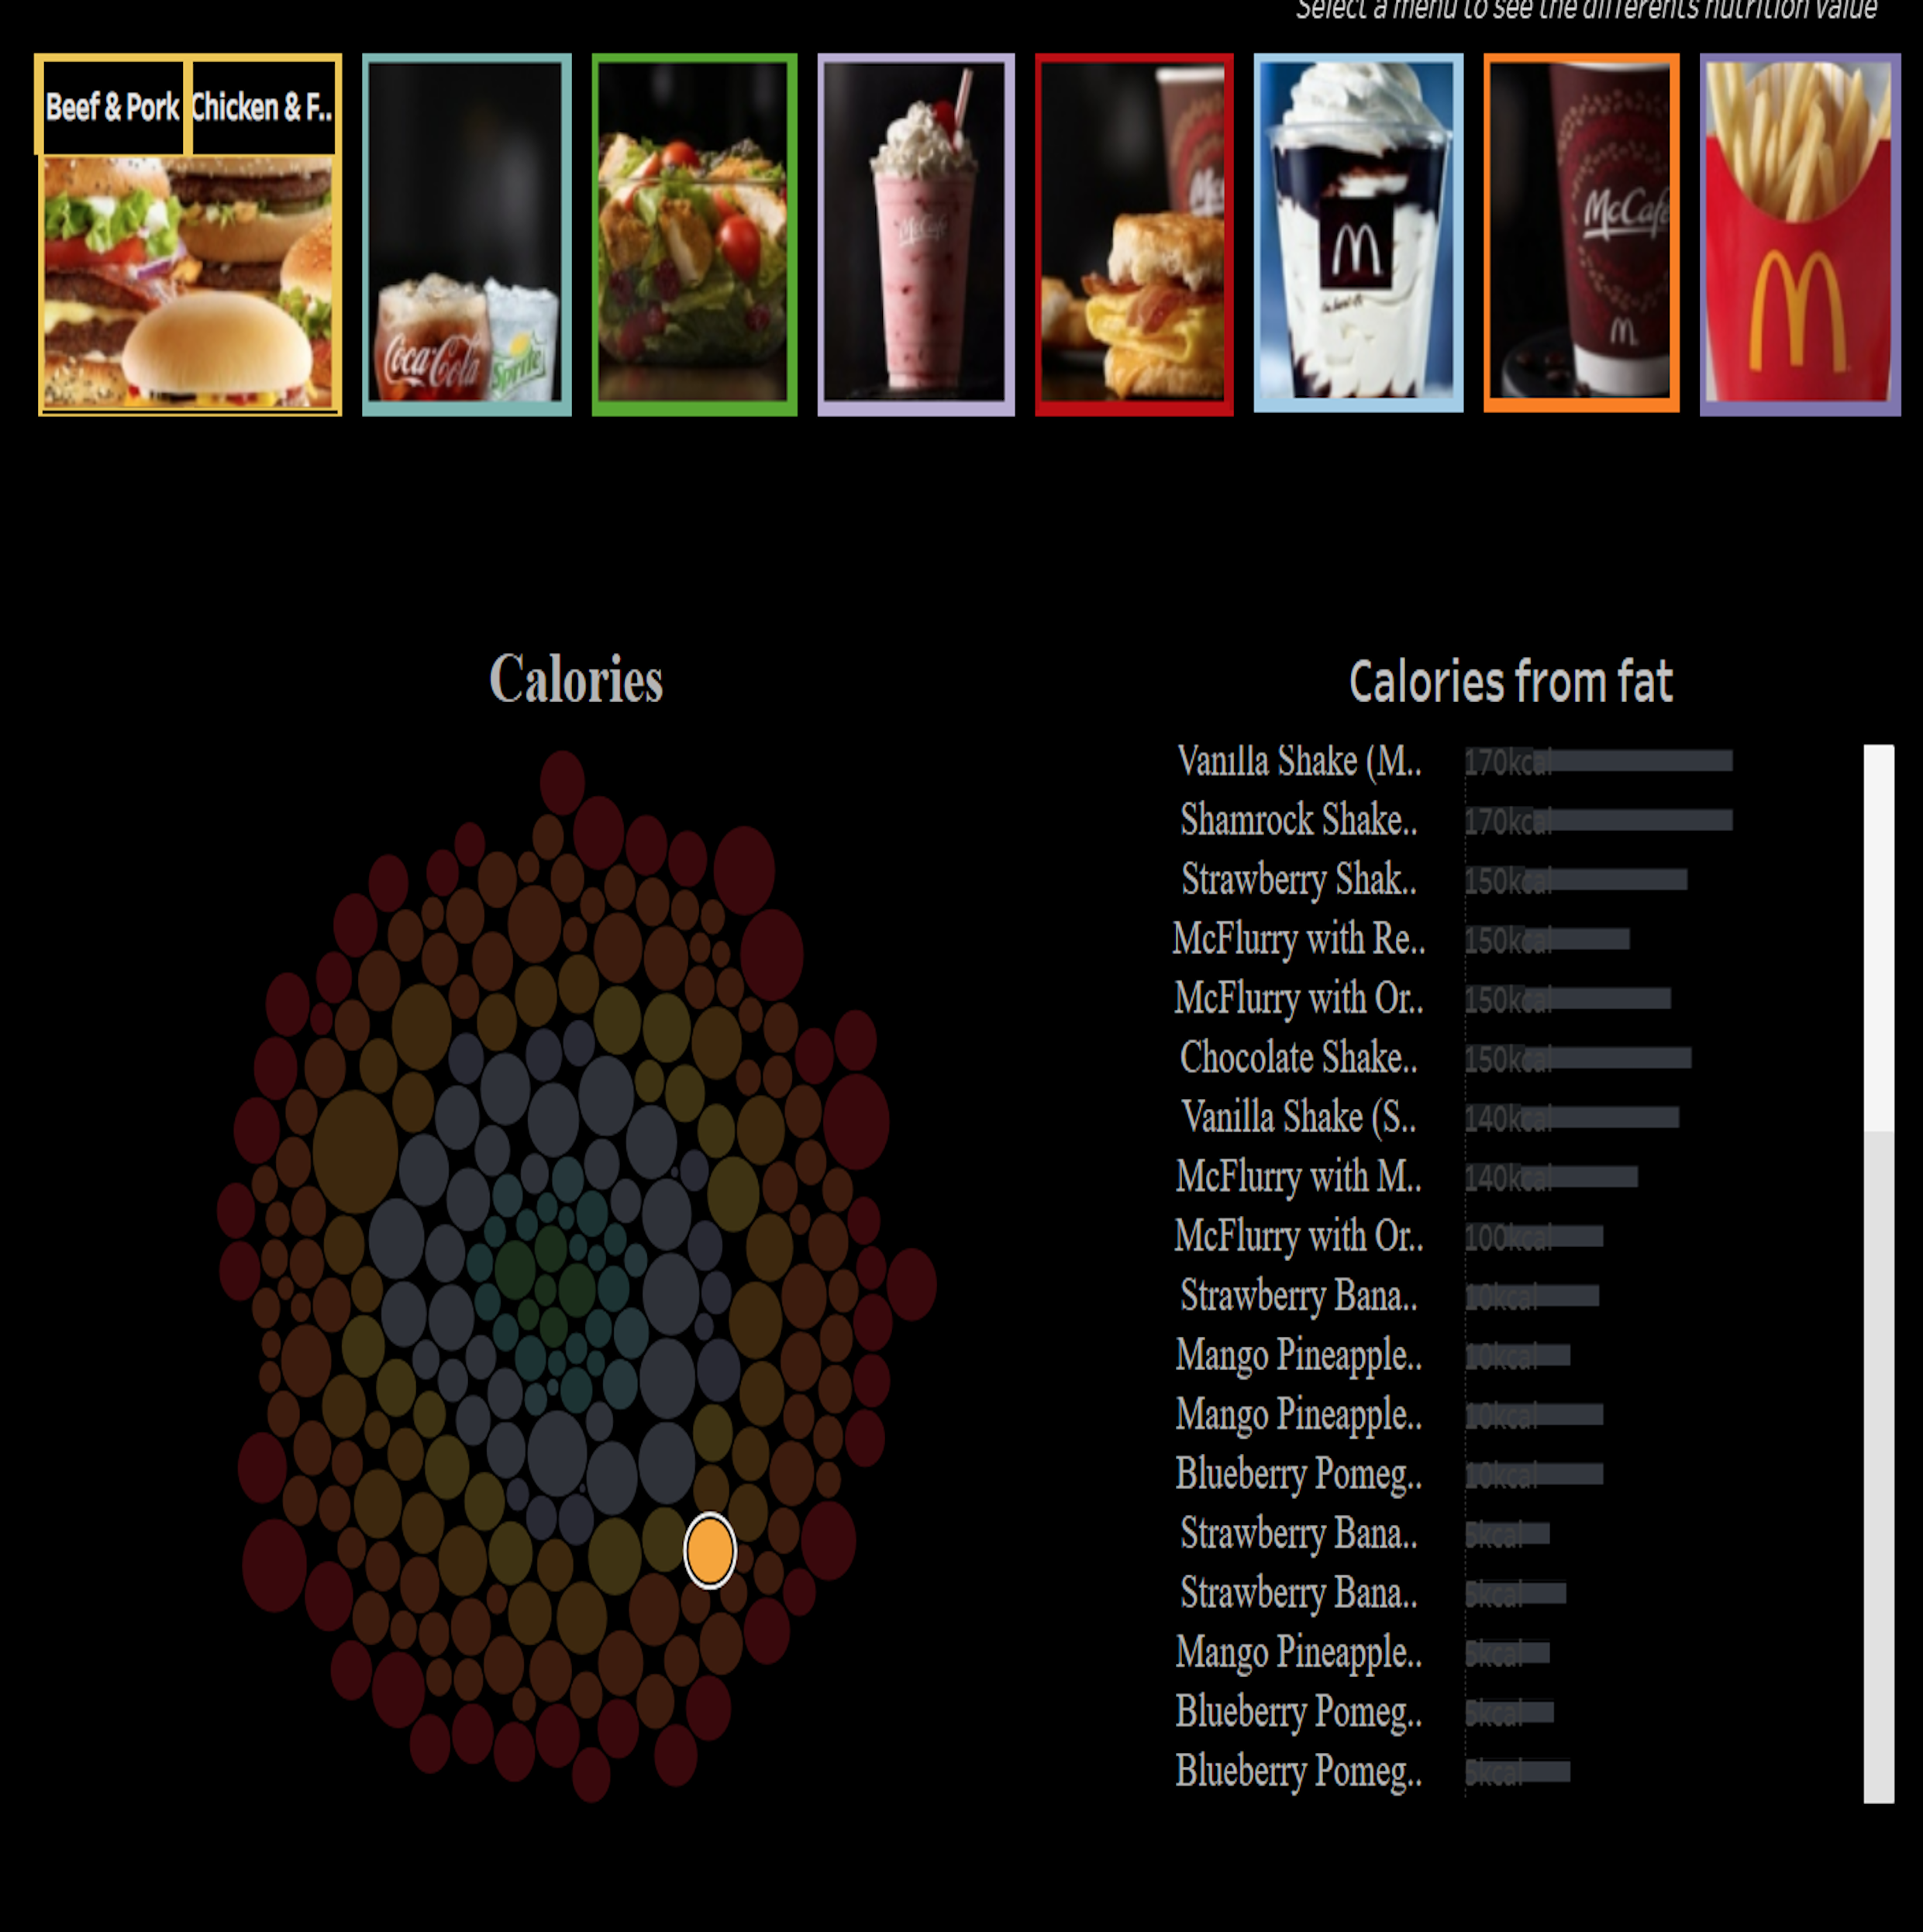 Select a menu to see the differents nutrition value
Beef & Pork
Chicken & F..
Coca-Cola
Sprite
McCafé
McCafé
Calories
Calories from fat
Vanilla Shake (M.. 170kcal
Shamrock Shake.. 170kcal
Strawberry Shak.. 150kcal
McFlurry with Re.. 150kcal
McFlurry with Or.. 150kcal
Chocolate Shake.. 150kcal
Vanilla Shake (S.. 140kcal
McFlurry with M.. 140kcal
McFlurry with Or.. 100kcal
Strawberry Bana.. 10kcal
Mango Pineapple.. 10kcal
Mango Pineapple.. 10kcal
Blueberry Pomeg.. 10kcal
Strawberry Bana.. 5kcal
Strawberry Bana.. 5kcal
Mango Pineapple.. 5kcal
Blueberry Pomeg.. 5kcal
Blueberry Pomeg.. 5kcal